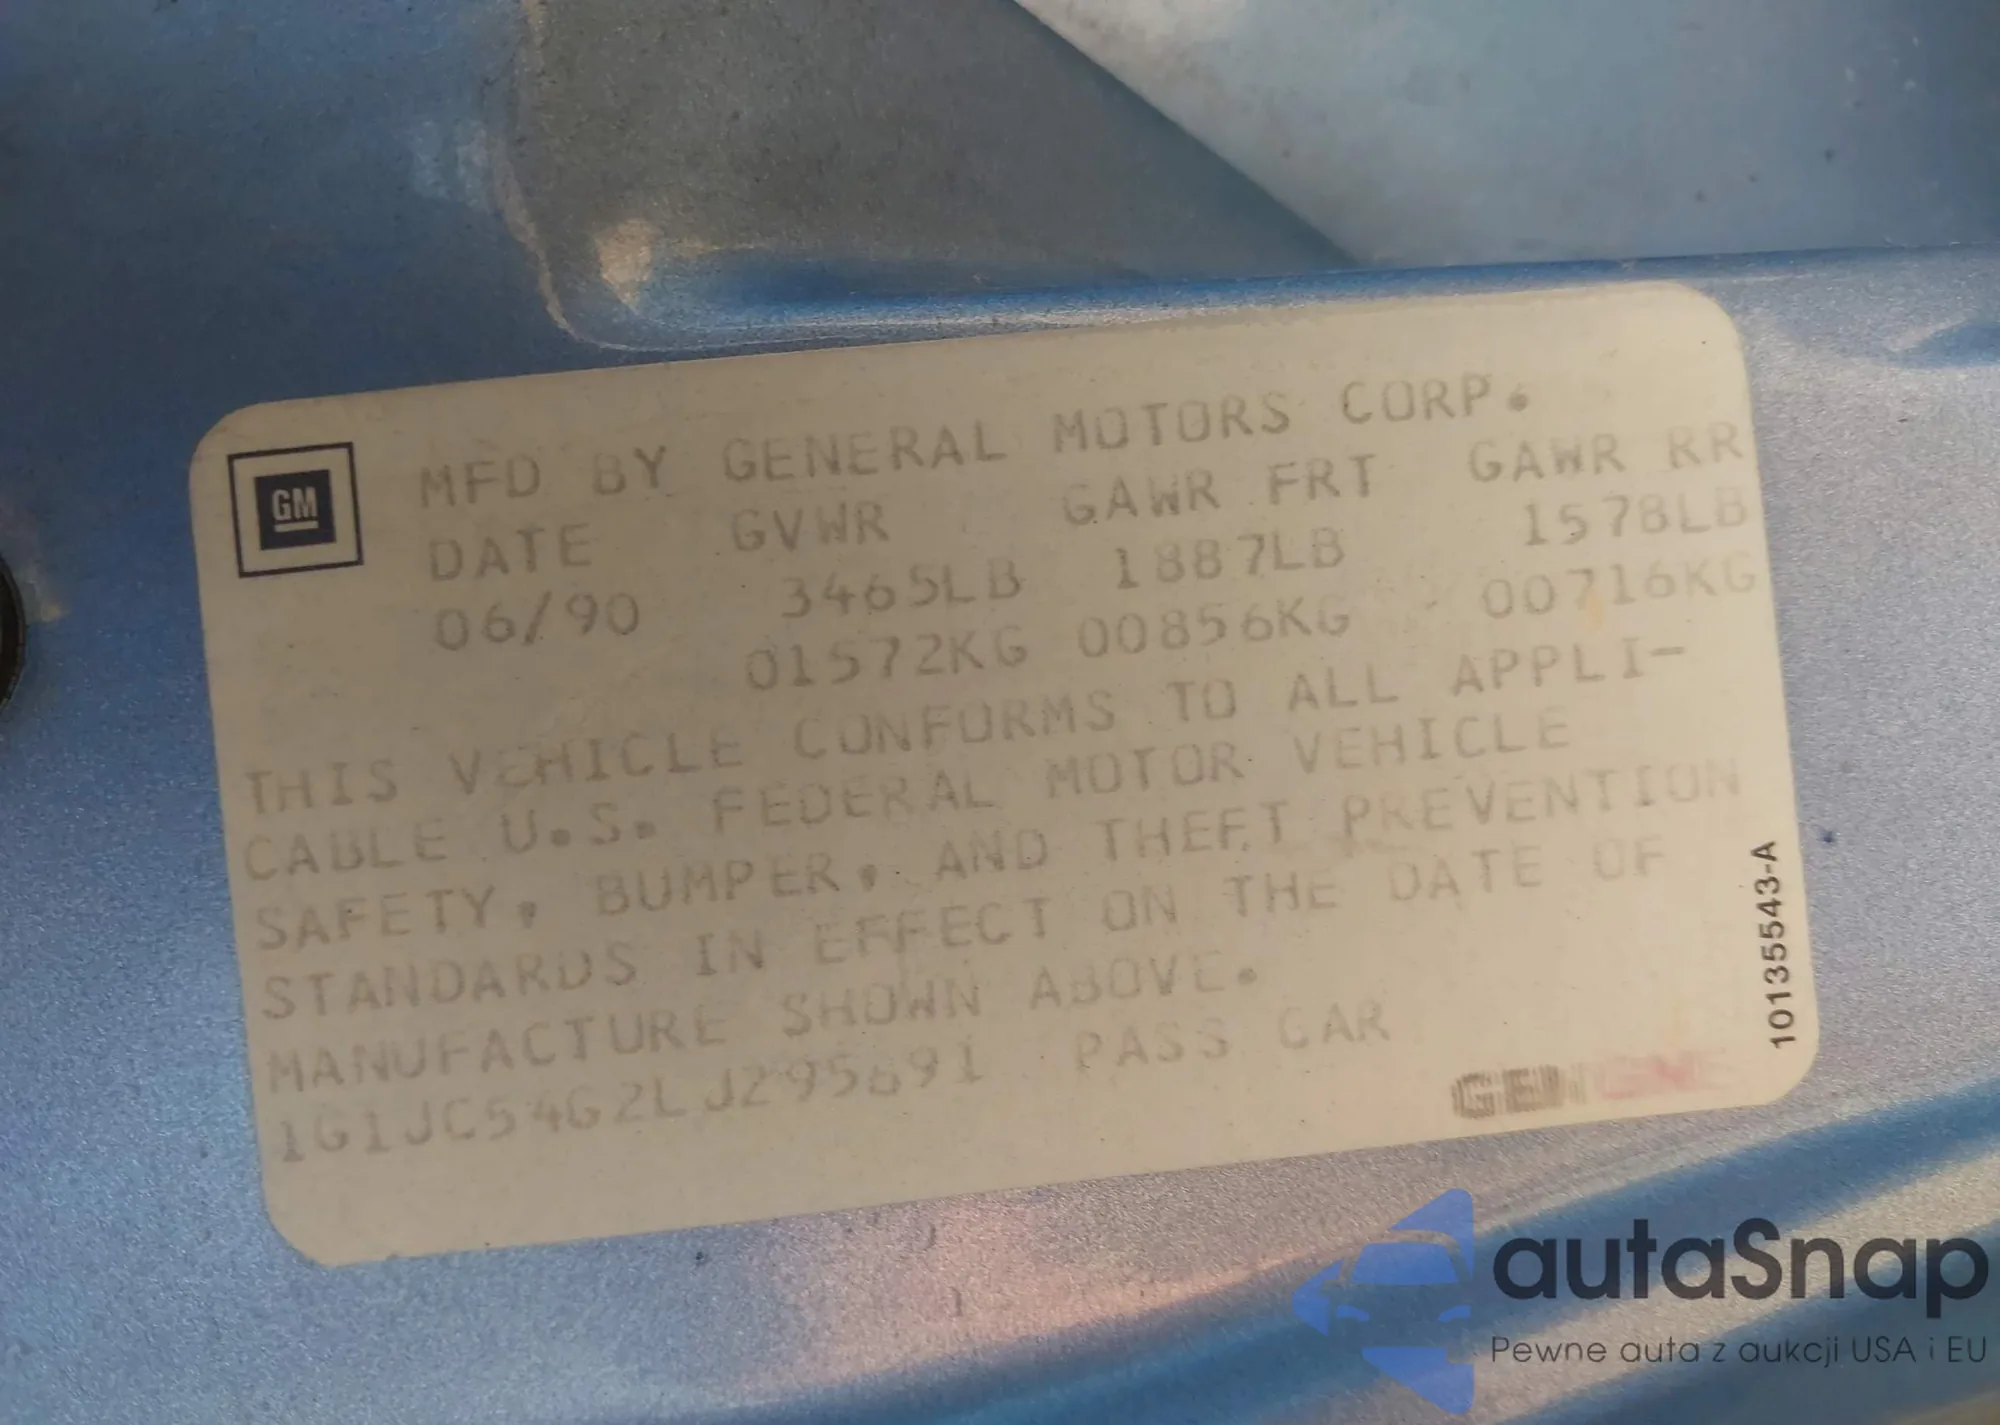 GM
MFD BY GENERAL MOTORS CORP.
DATE GVWR GAWR FRT GAWR RR
06/90 3465LB 1887LB 1578LB
01572KG 00856KG 00716KG
THIS VEHICLE CONFORMS TO ALL APPLI-
CABLE U.S. FEDERAL MOTOR VEHICLE
SAFETY, BUMPER, AND THEFT PREVENTION
STANDARDS IN EFFECT ON THE DATE OF
MANUFACTURE SHOWN ABOVE.
1G1JC54G2LJ295691 PASS CAR
10135543-A
autaSnap
Pewne auta z aukcji USA i EU